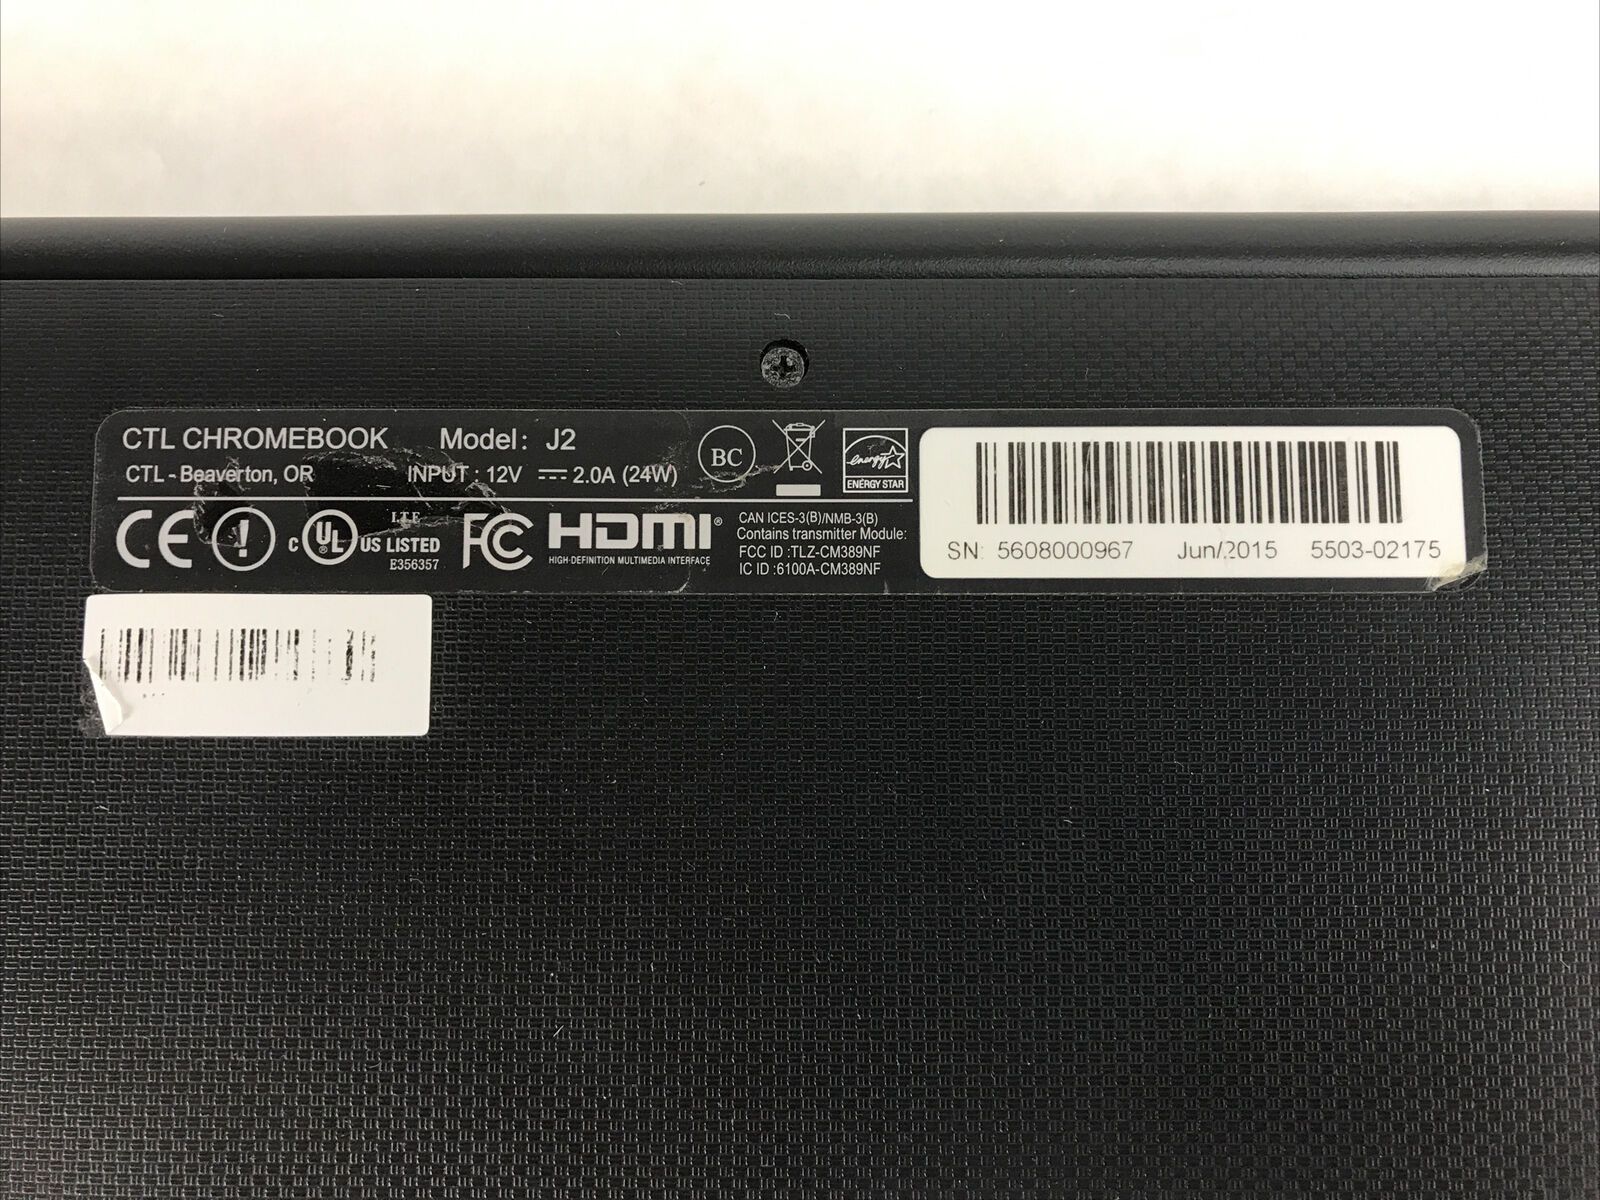 CTL CHROMEBOOK Model: J2
CTL - Beaverton, OR INPUT : 12V 2.0A (24W)
BC
energy
ENERGY STAR
CE
C UL US LISTED
I.T.E.
E356357
FC
HDMI®
HIGH-DEFINITION MULTIMEDIA INTERFACE
CAN ICES-3(B)/NMB-3(B)
Contains transmitter Module:
FCC ID :TLZ-CM389NF
IC ID :6100A-CM389NF
SN: 5608000967 Jun/2015 5503-02175